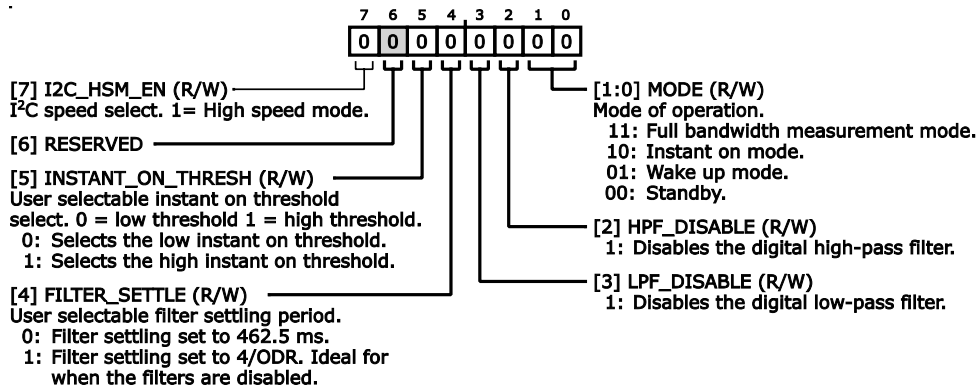 7 6 5 4 3 2 1 0
0 0 0 0 0 0 0 0
[7] I2C_HSM_EN (R/W)
I²C speed select. 1= High speed mode.
[6] RESERVED
[5] INSTANT_ON_THRESH (R/W)
User selectable instant on threshold
select. 0 = low threshold 1 = high threshold.
0: Selects the low instant on threshold.
1: Selects the high instant on threshold.
[4] FILTER_SETTLE (R/W)
User selectable filter settling period.
0: Filter settling set to 462.5 ms.
1: Filter settling set to 4/ODR. Ideal for
when the filters are disabled.
[1:0] MODE (R/W)
Mode of operation.
11: Full bandwidth measurement mode.
10: Instant on mode.
01: Wake up mode.
00: Standby.
[2] HPF_DISABLE (R/W)
1: Disables the digital high-pass filter.
[3] LPF_DISABLE (R/W)
1: Disables the digital low-pass filter.